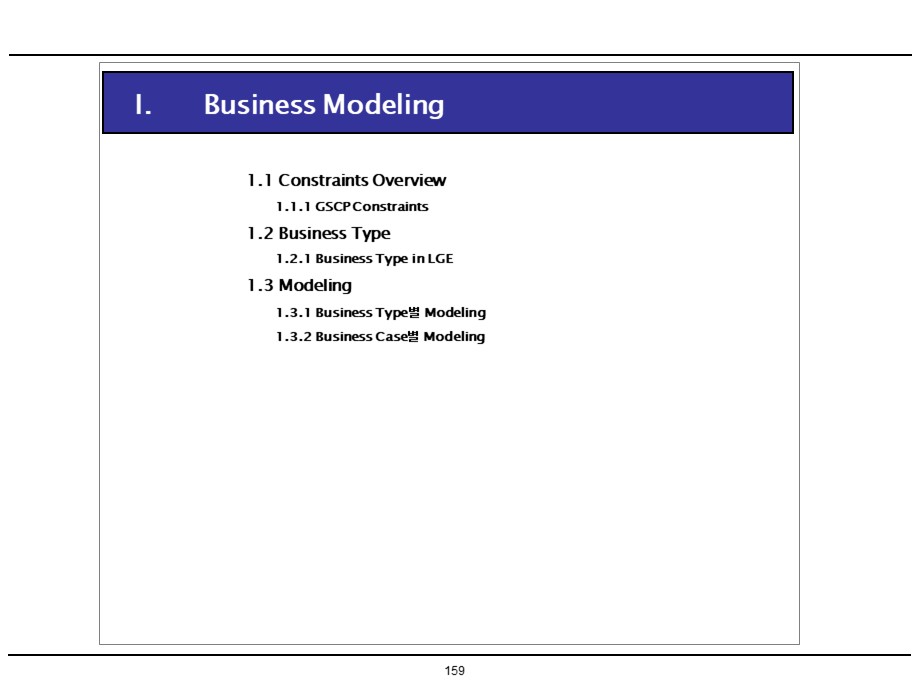 I. Business Modeling
1.1 Constraints Overview
1.1.1 GSCP Constraints
1.2 Business Type
1.2.1 Business Type in LGE
1.3 Modeling
1.3.1 Business Type별 Modeling
1.3.2 Business Case별 Modeling
159